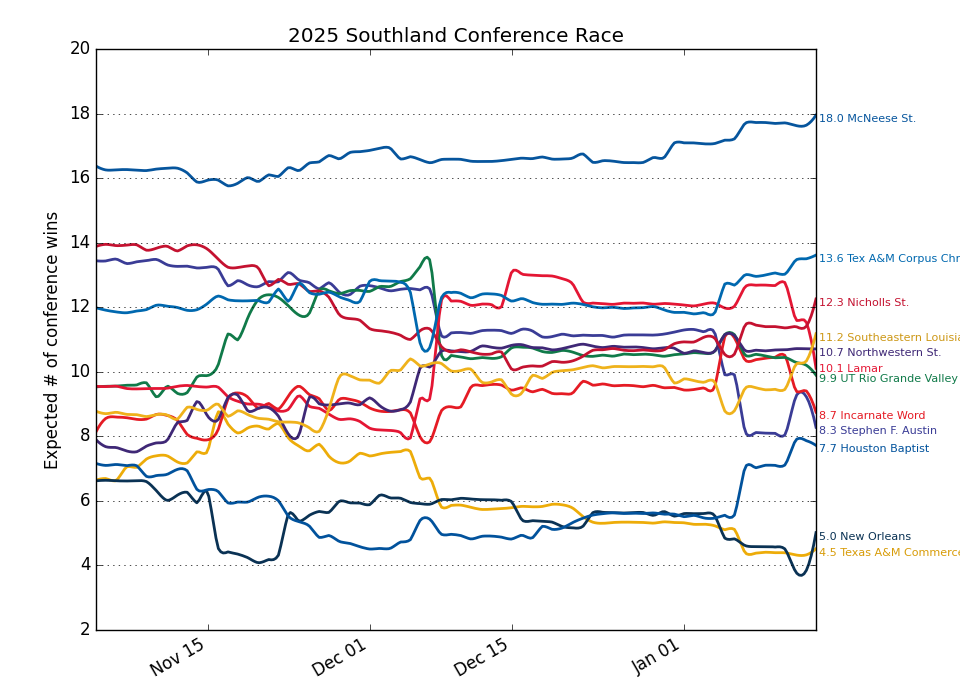 2025 Southland Conference Race
Expected # of conference wins
20
18
16
14
12
10
8
6
4
2
Nov 15
Dec 01
Dec 15
Jan 01
18.0 McNeese St.
13.6 Tex A&M Corpus Chr
12.3 Nicholls St.
11.2 Southeastern Louisia
10.7 Northwestern St.
10.1 Lamar
9.9 UT Rio Grande Valley
8.7 Incarnate Word
8.3 Stephen F. Austin
7.7 Houston Baptist
5.0 New Orleans
4.5 Texas A&M Commerce